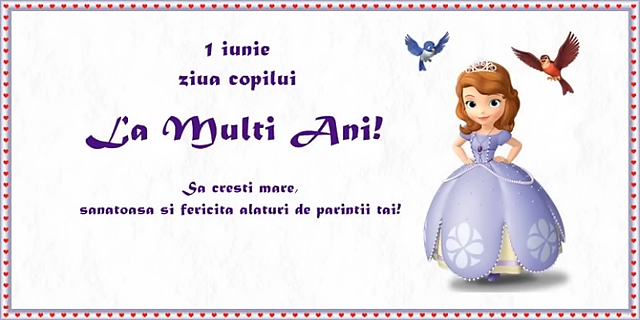 1 iunie
ziua copilui
La Multi Ani!
Sa cresti mare,
sanatoasa si fericita alaturi de parintii tai!